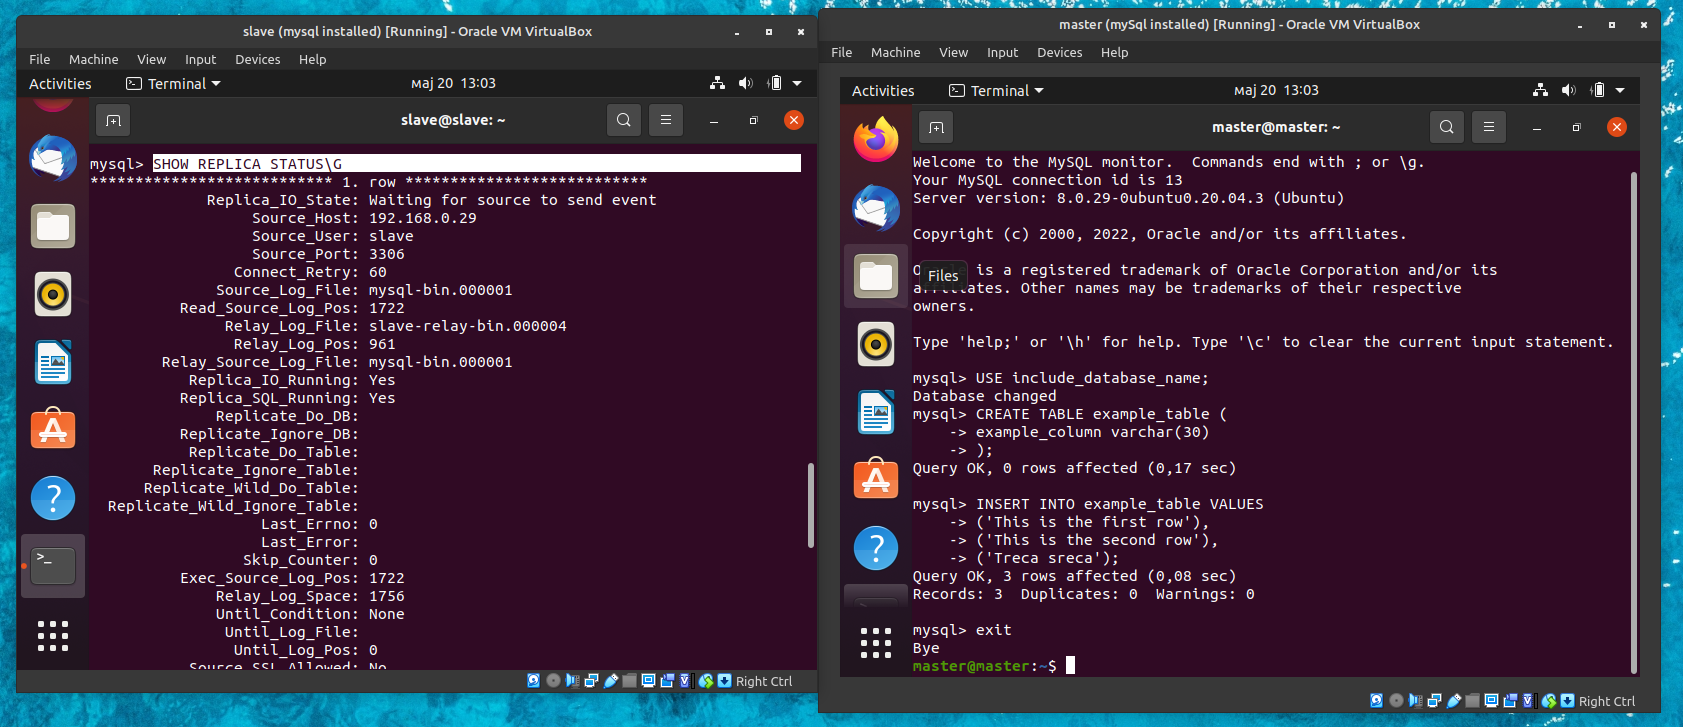 slave (mysql installed) [Running] - Oracle VM VirtualBox
File Machine View Input Devices Help
Activities Terminal мај 20 13:03
slave@slave: ~
mysql> SHOW REPLICA STATUS\G
*************************** 1. row ***************************
Replica_IO_State: Waiting for source to send event
Source_Host: 192.168.0.29
Source_User: slave
Source_Port: 3306
Connect_Retry: 60
Source_Log_File: mysql-bin.000001
Read_Source_Log_Pos: 1722
Relay_Log_File: slave-relay-bin.000004
Relay_Log_Pos: 961
Relay_Source_Log_File: mysql-bin.000001
Replica_IO_Running: Yes
Replica_SQL_Running: Yes
Replicate_Do_DB:
Replicate_Ignore_DB:
Replicate_Do_Table:
Replicate_Ignore_Table:
Replicate_Wild_Do_Table:
Replicate_Wild_Ignore_Table:
Last_Errno: 0
Last_Error:
Skip_Counter: 0
Exec_Source_Log_Pos: 1722
Relay_Log_Space: 1756
Until_Condition: None
Until_Log_File:
Until_Log_Pos: 0
Source_SSL_Allowed: No
Right Ctrl
master (mySql installed) [Running] - Oracle VM VirtualBox
File Machine View Input Devices Help
Activities Terminal мај 20 13:03
master@master: ~
Welcome to the MySQL monitor.  Commands end with ; or \g.
Your MySQL connection id is 13
Server version: 8.0.29-0ubuntu0.20.04.3 (Ubuntu)
Copyright (c) 2000, 2022, Oracle and/or its affiliates.
Files
is a registered trademark of Oracle Corporation and/or its
Other names may be trademarks of their respective
owners.
Type 'help;' or '\h' for help. Type '\c' to clear the current input statement.
mysql> USE include_database_name;
Database changed
mysql> CREATE TABLE example_table (
-> example_column varchar(30)
-> );
Query OK, 0 rows affected (0,17 sec)
mysql> INSERT INTO example_table VALUES
-> ('This is the first row'),
-> ('This is the second row'),
-> ('Treca sreca');
Query OK, 3 rows affected (0,08 sec)
Records: 3  Duplicates: 0  Warnings: 0
mysql> exit
Bye
master@master:~$
Right Ctrl